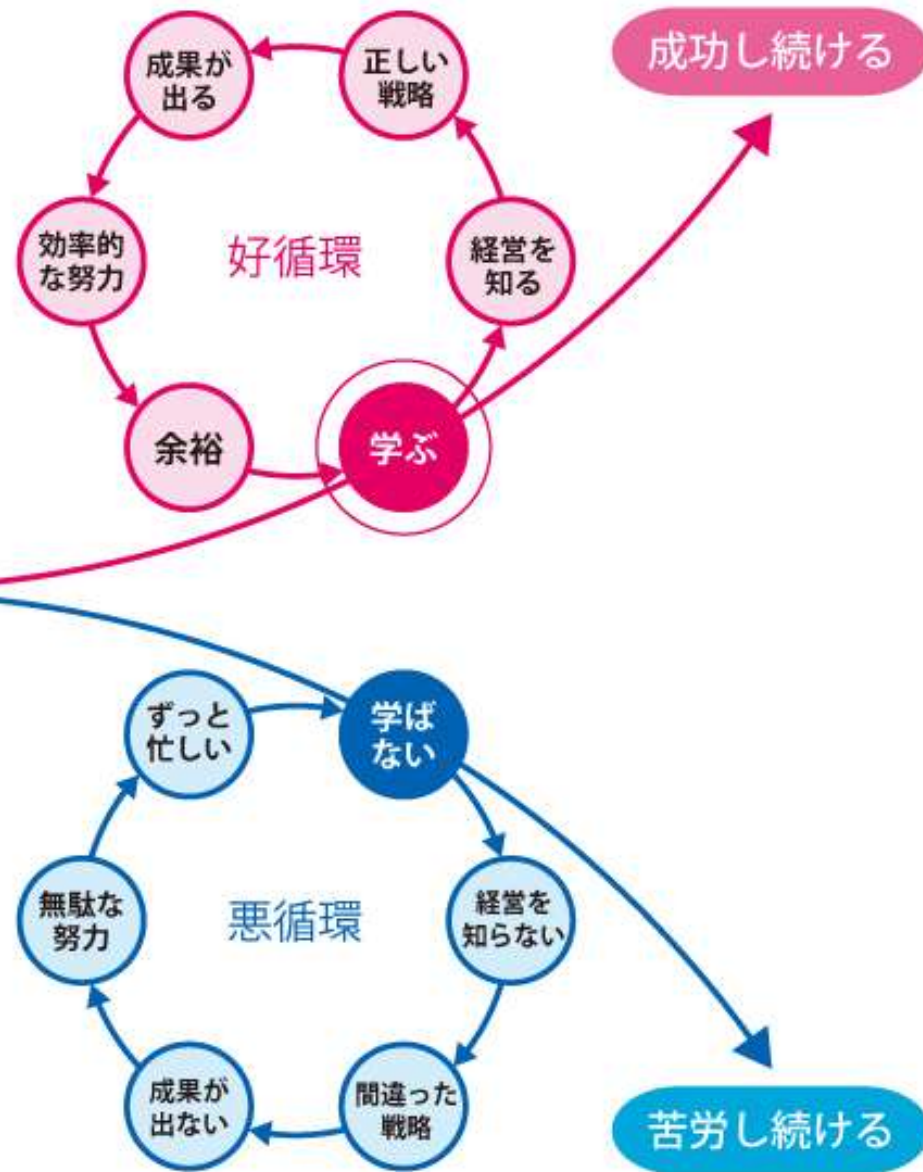 成功し続ける
正しい
戦略
成果が
出る
効率的
な努力
好循環
経営を
知る
余裕
学ぶ
ずっと
忙しい
学ば
ない
無駄な
努力
悪循環
経営を
知らない
成果が
出ない
間違った
戦略
苦労し続ける